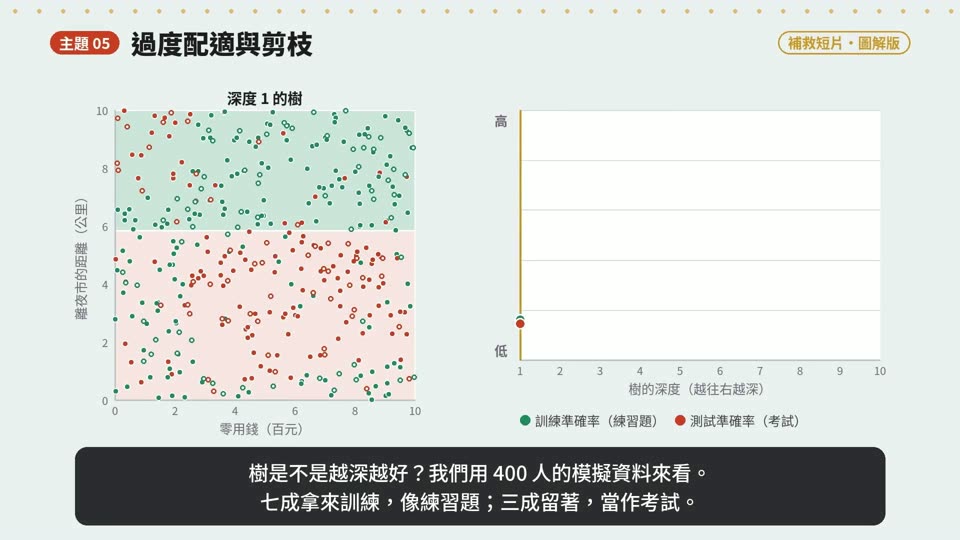 主題 05
過度配適與剪枝
補救短片・圖解版
深度 1 的樹
10
8
6
4
2
0
離夜市的距離（公里）
0 2 4 6 8 10
零用錢（百元）
高
低
1 2 3 4 5 6 7 8 9 10
樹的深度（越往右越深）
訓練準確率（練習題） 測試準確率（考試）
樹是不是越深越好？我們用 400 人的模擬資料來看。
七成拿來訓練，像練習題；三成留著，當作考試。